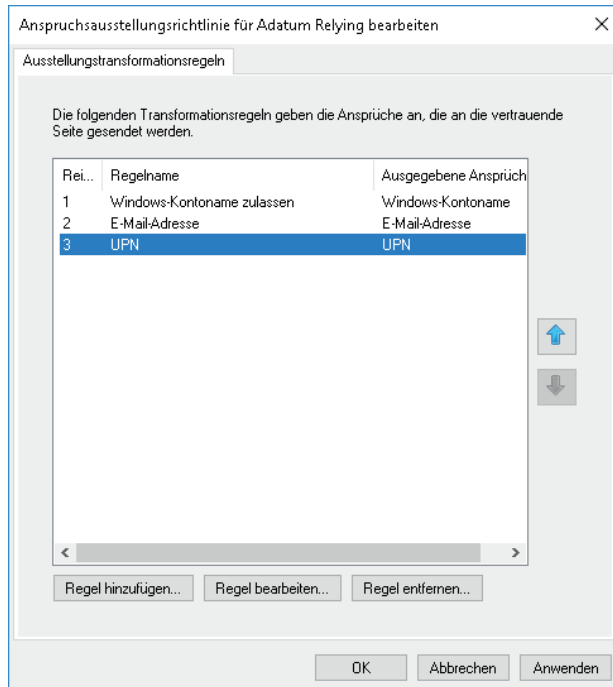 Anspruchsausstellungsrichtlinie für Adatum Relying bearbeiten
Ausstellungstransformationsregeln
Die folgenden Transformationsregeln geben die Ansprüche an, die an die vertrauende
Seite gesendet werden.
Rei... Regelname Ausgegebene Ansprüch
1 Windows-Kontoname zulassen Windows-Kontoname
2 E-Mail-Adresse E-Mail-Adresse
3 UPN UPN
Regel hinzufügen... Regel bearbeiten... Regel entfernen...
OK Abbrechen Anwenden